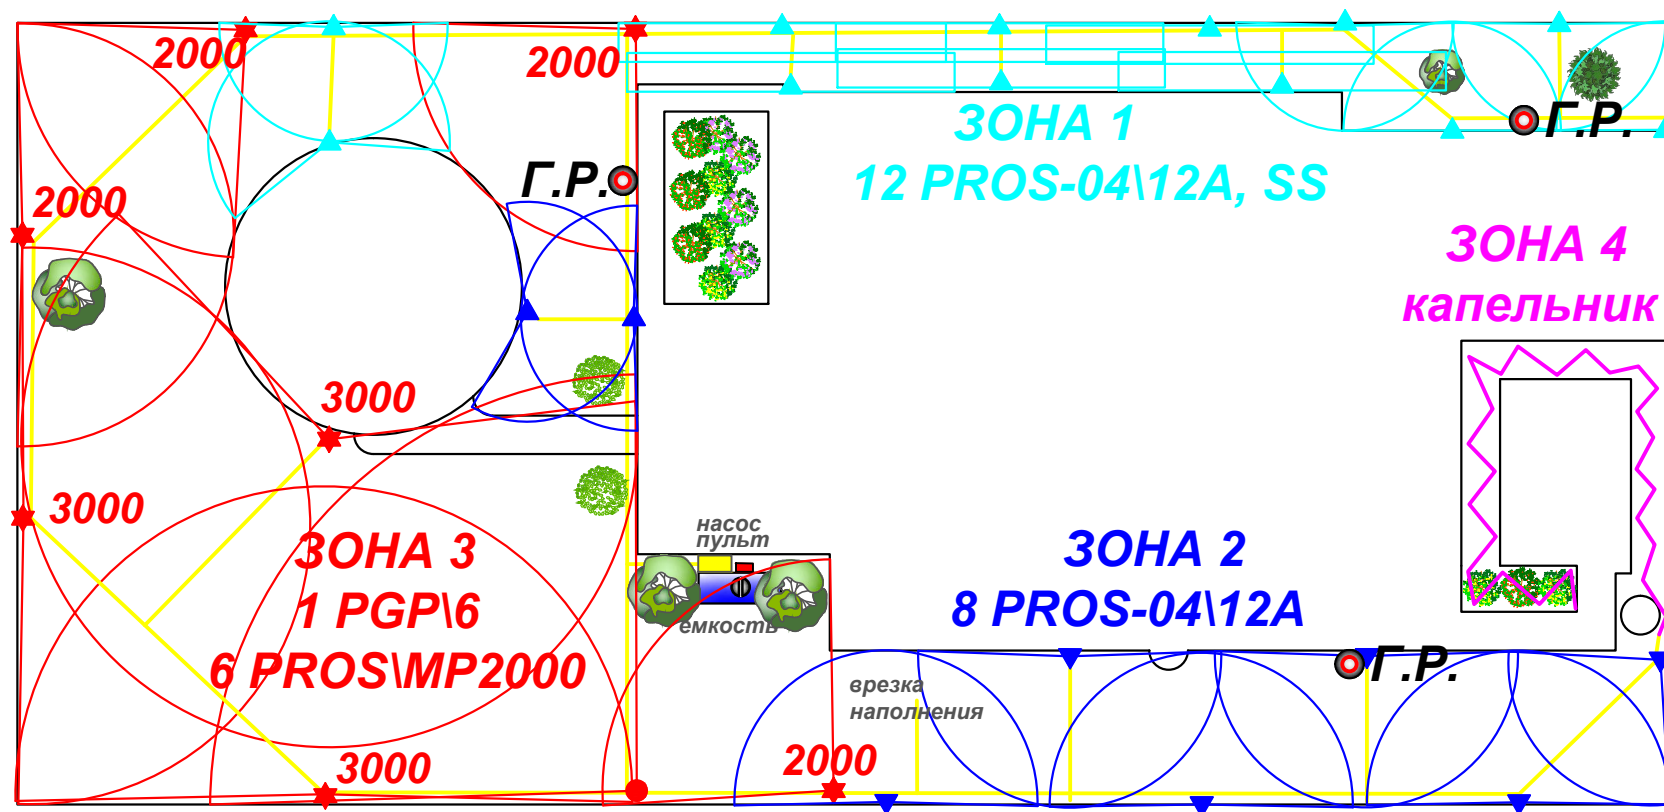 2000
2000
ЗОНА 1
12 PROS-04\12A, SS
Г.Р.
Г.Р.
2000
ЗОНА 4
капельник
3000
3000
насос
пульт
емкость
ЗОНА 3
1 PGP\6
6 PROS\MP2000
ЗОНА 2
8 PROS-04\12A
Г.Р.
врезка
наполнения
3000
2000